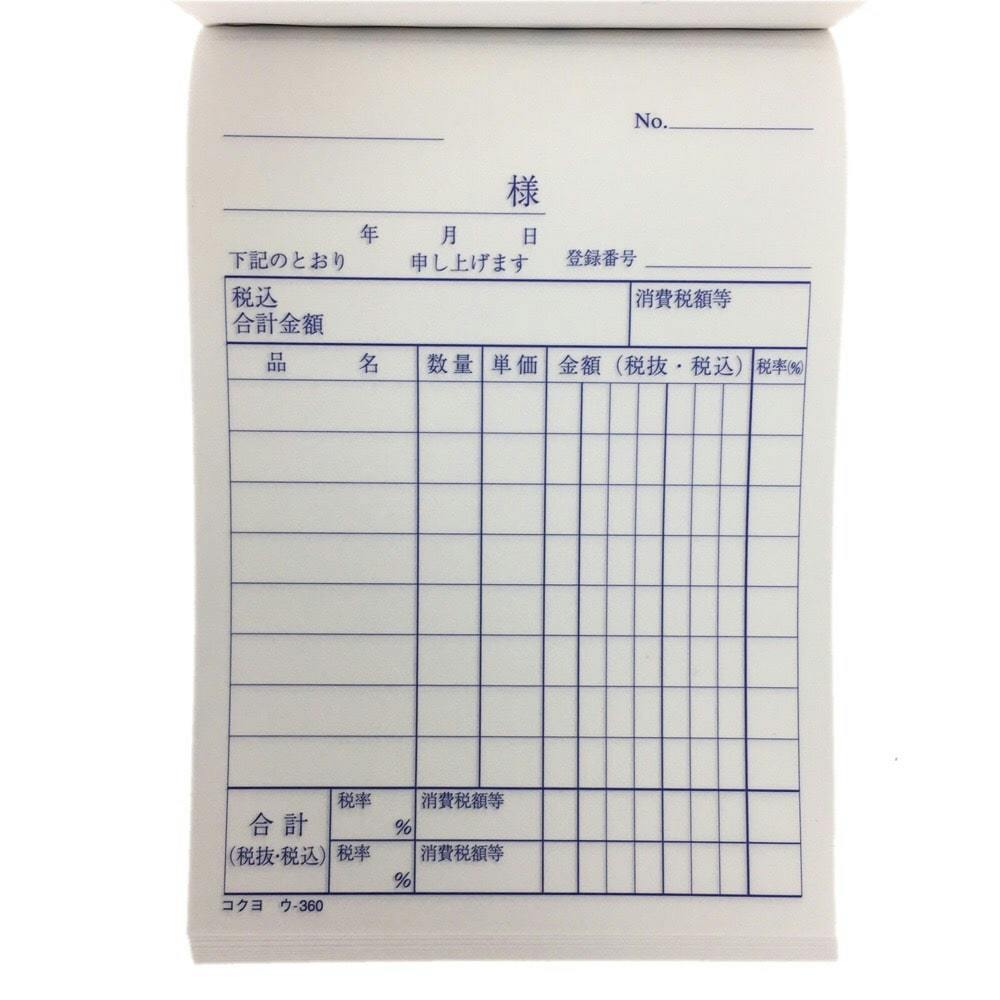 No.
様
年 月 日
下記のとおり 申し上げます 登録番号
税込 消費税額等
合計金額
品 名 数量 単価 金額(税抜・税込) 税率(%)
税率 % 消費税額等
合計
(税抜・税込)
税率 % 消費税額等
コクヨ ウ-360